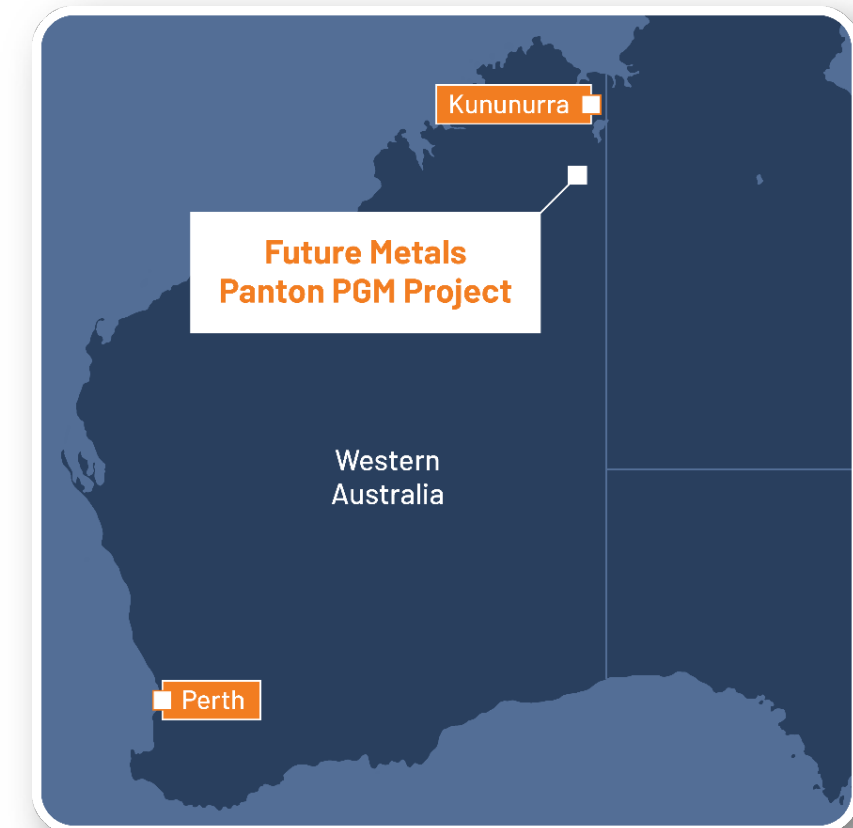 Kununurra
Future Metals
Panton PGM Project
Western
Australia
Perth